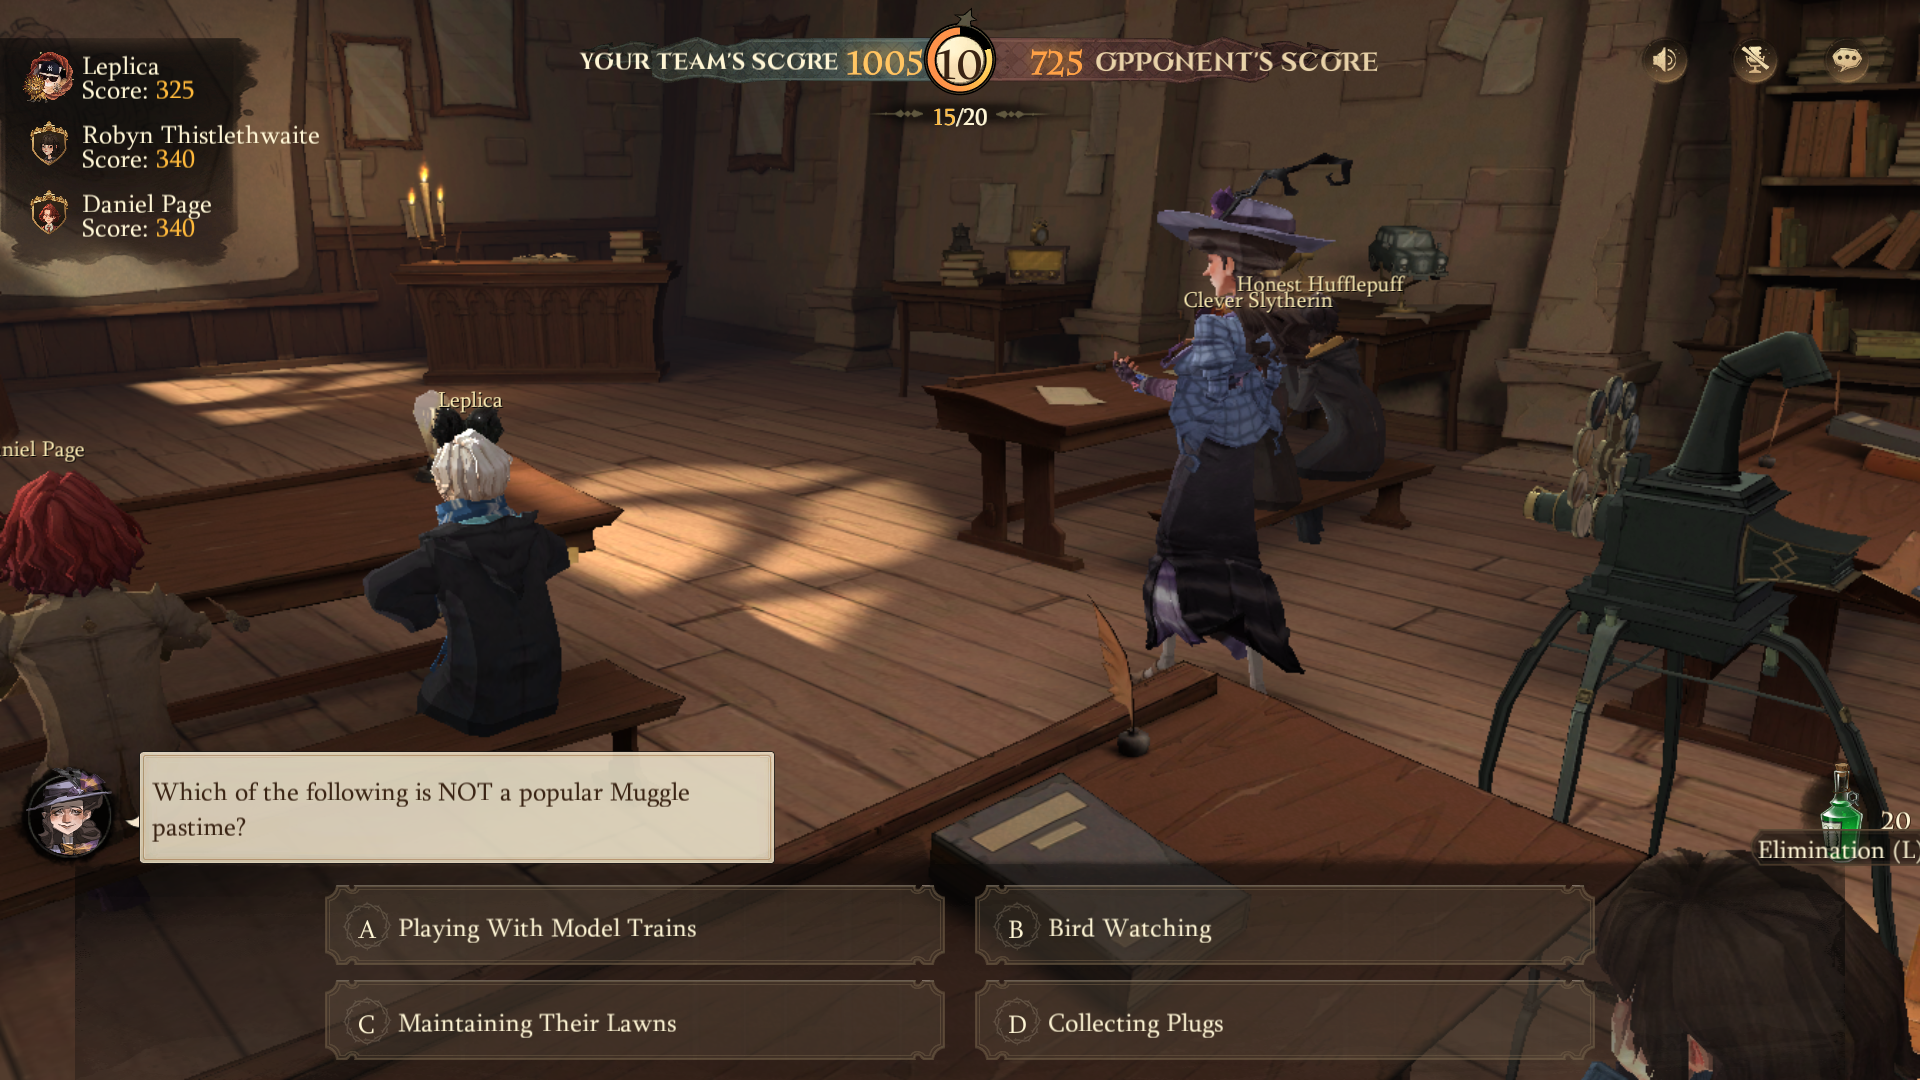 Leplica
Score: 325
Robyn Thistlethwaite
Score: 340
Daniel Page
Score: 340
YOUR TEAM'S SCORE 1005 10 725 OPPONENT'S SCORE
15/20
Honest Hufflepuff
Clever Slytherin
Leplica
niel Page
Which of the following is NOT a popular Muggle
pastime?
20
Elimination (L)
A Playing With Model Trains
B Bird Watching
C Maintaining Their Lawns
D Collecting Plugs